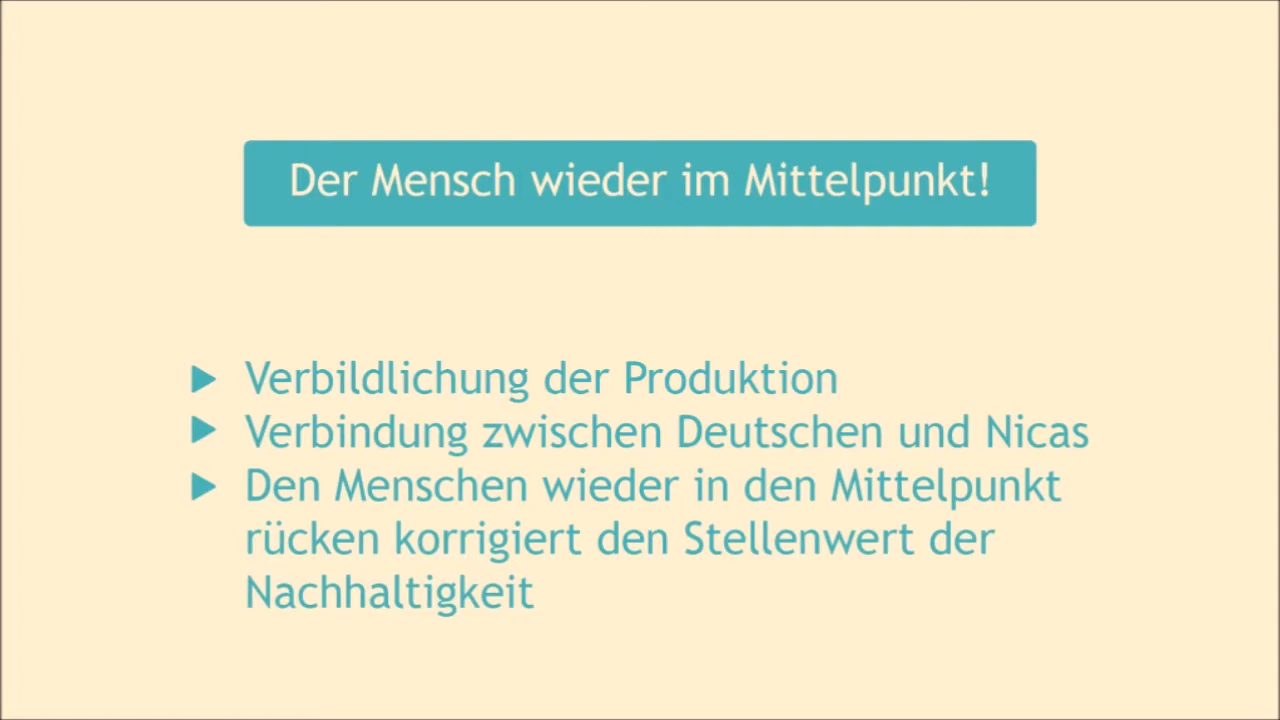 Der Mensch wieder im Mittelpunkt!
Verbildlichung der Produktion
Verbindung zwischen Deutschen und Nicas
Den Menschen wieder in den Mittelpunkt
rücken korrigiert den Stellenwert der
Nachhaltigkeit